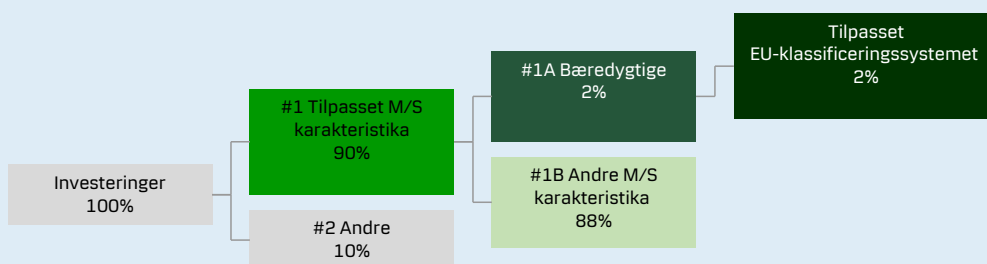 Investeringer
100%
#1 Tilpasset M/S
karakteristika
90%
#2 Andre
10%
#1A Bæredygtige
2%
#1B Andre M/S
karakteristika
88%
Tilpasset
EU-klassificeringssystemet
2%